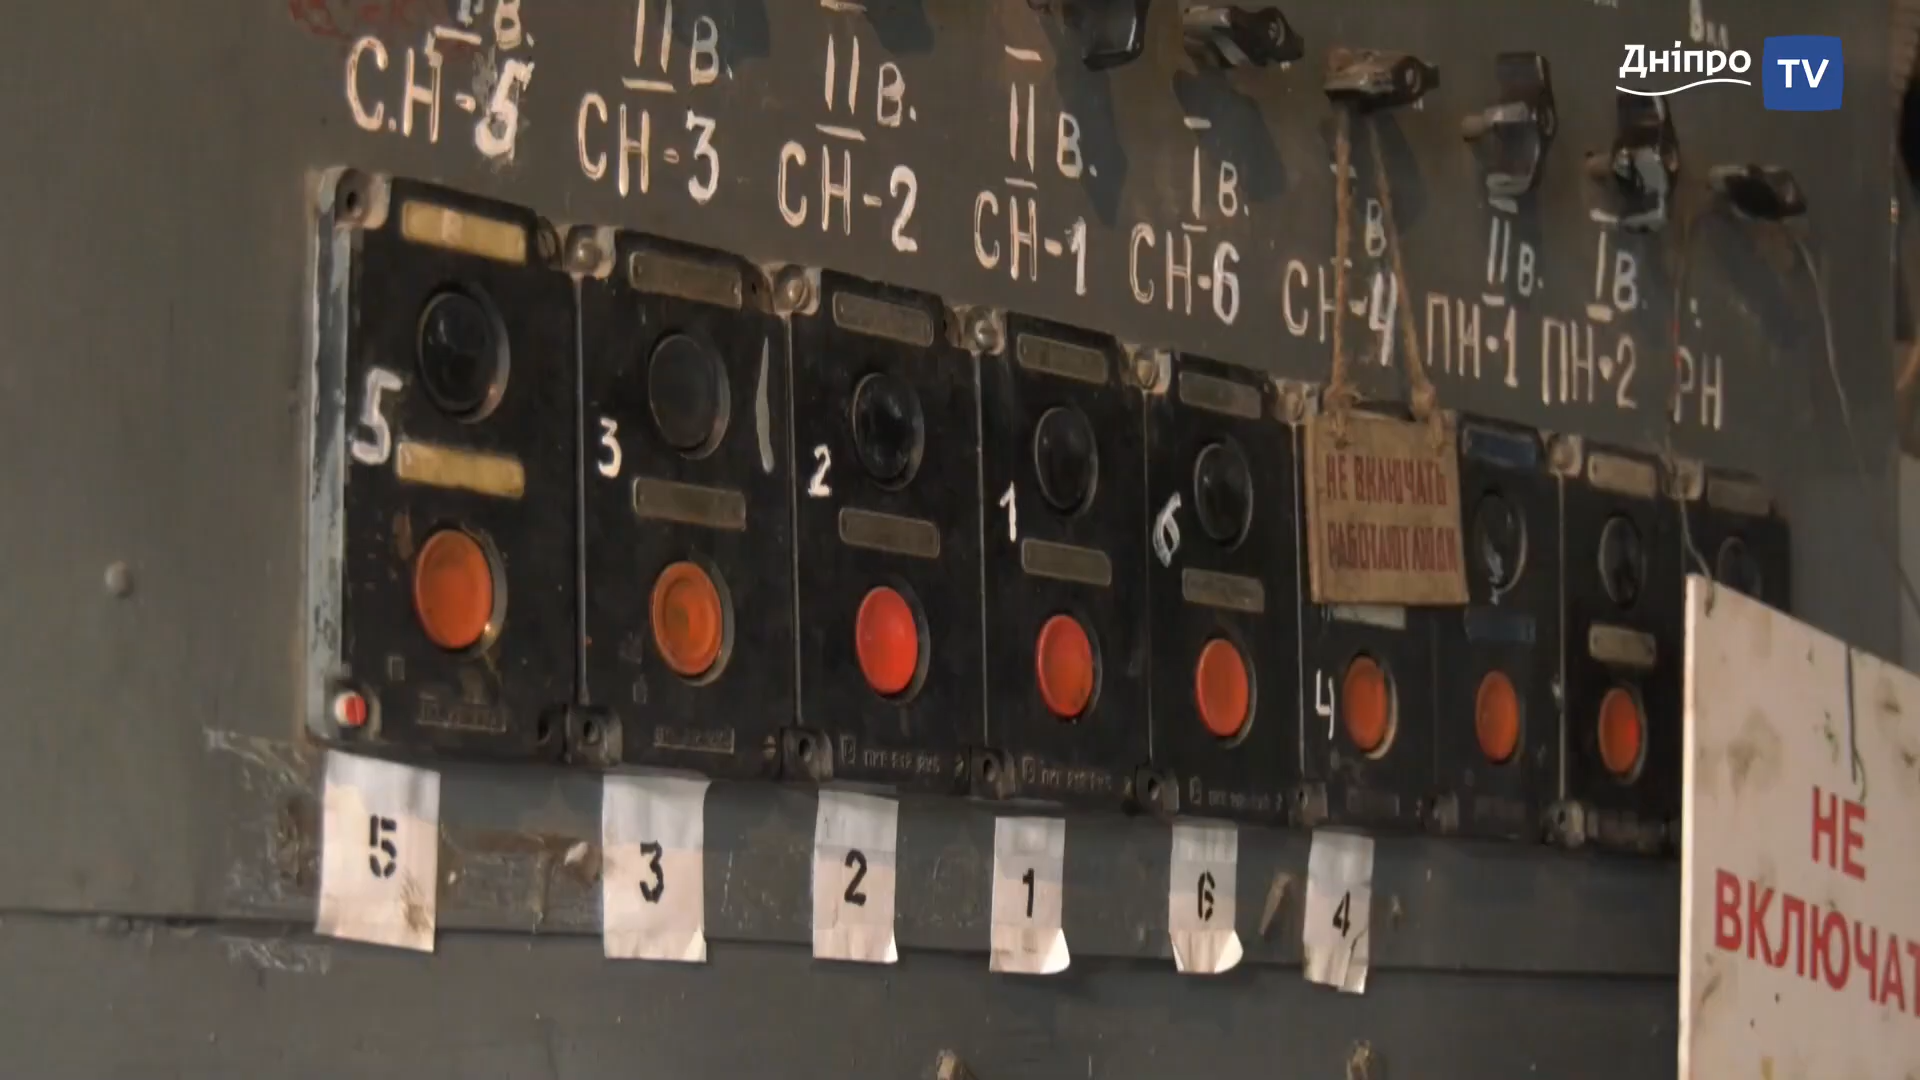 Дніпро TV
Вкл
I В.
С.Н-5
II В.
СН-3
II В.
СН-2
II В.
СН-1
I В.
СН-6
В
СН-4
II В.
ПН-1
I В.
ПН-2
РН
5
3
2
1
6
4
НЕ ВКЛЮЧАТЬ
РАБОТАЮТ ЛЮДИ
5
3
2
1
6
4
НЕ
ВКЛЮЧАТ